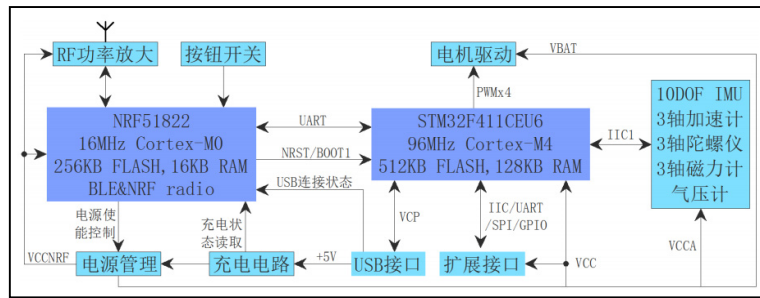 RF功率放大
按钮开关
电机驱动
VBAT
PWMx4
NRF51822
16MHz Cortex-M0
256KB FLASH,16KB RAM
BLE&NRF radio
UART
NRST/BOOT1
USB连接状态
STM32F411CEU6
96MHz Cortex-M4
512KB FLASH,128KB RAM
IIC1
10DOF IMU
3轴加速计
3轴陀螺仪
3轴磁力计
气压计
电源使
能控制
充电状
态读取
VCP
IIC/UART
/SPI/GPIO
VCCNRF
电源管理
充电电路
+5V
USB接口
扩展接口
VCC
VCCA